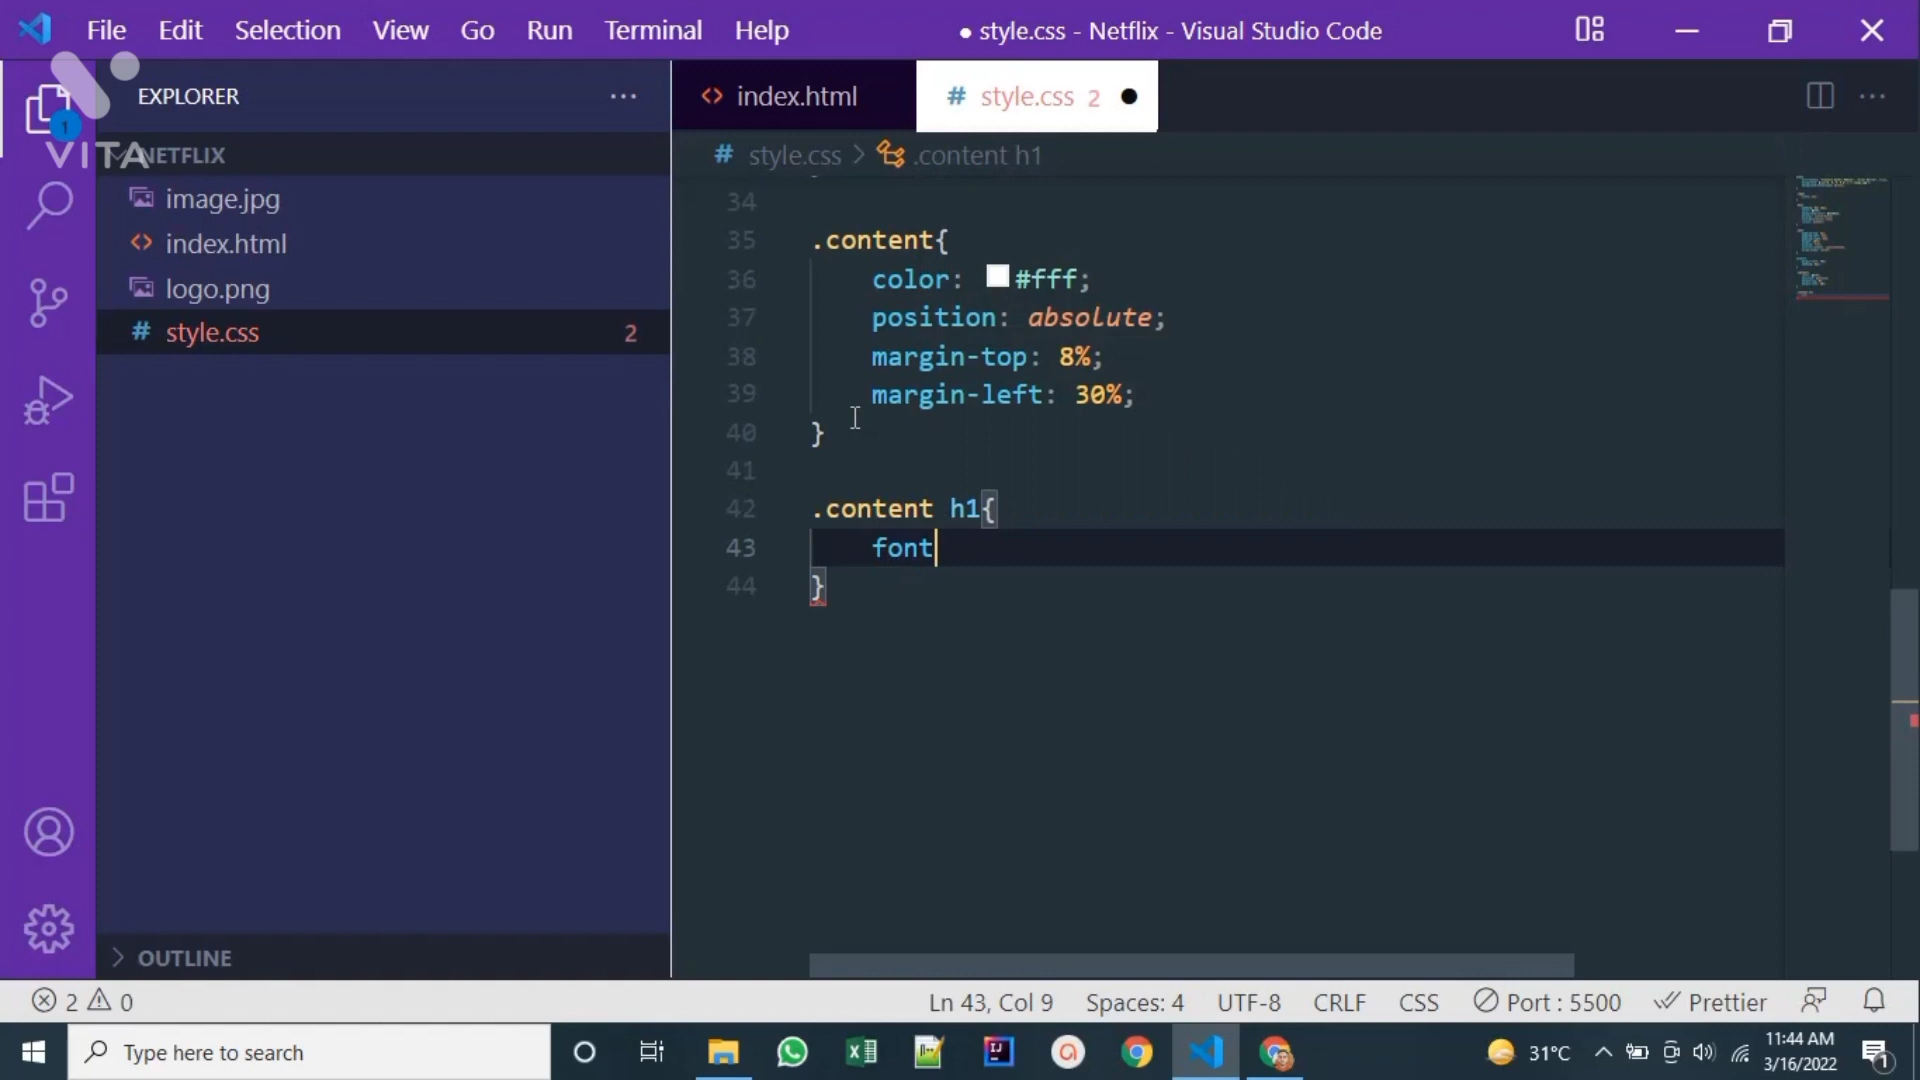 File Edit Selection View Go Run Terminal Help ● style.css - Netflix - Visual Studio Code
EXPLORER ···
<> index.html
# style.css 2 ●
VITA
NETFLIX
# style.css > .content h1
image.jpg
<> index.html
logo.png
# style.css 2
34
35 .content{
36 color: #fff;
37 position: absolute;
38 margin-top: 8%;
39 margin-left: 30%;
40 }
41
42 .content h1{
43 font
44 }
1
> OUTLINE
2 0 Ln 43, Col 9 Spaces: 4 UTF-8 CRLF CSS Port : 5500 Prettier
Type here to search
31°C
11:44 AM
3/16/2022
1